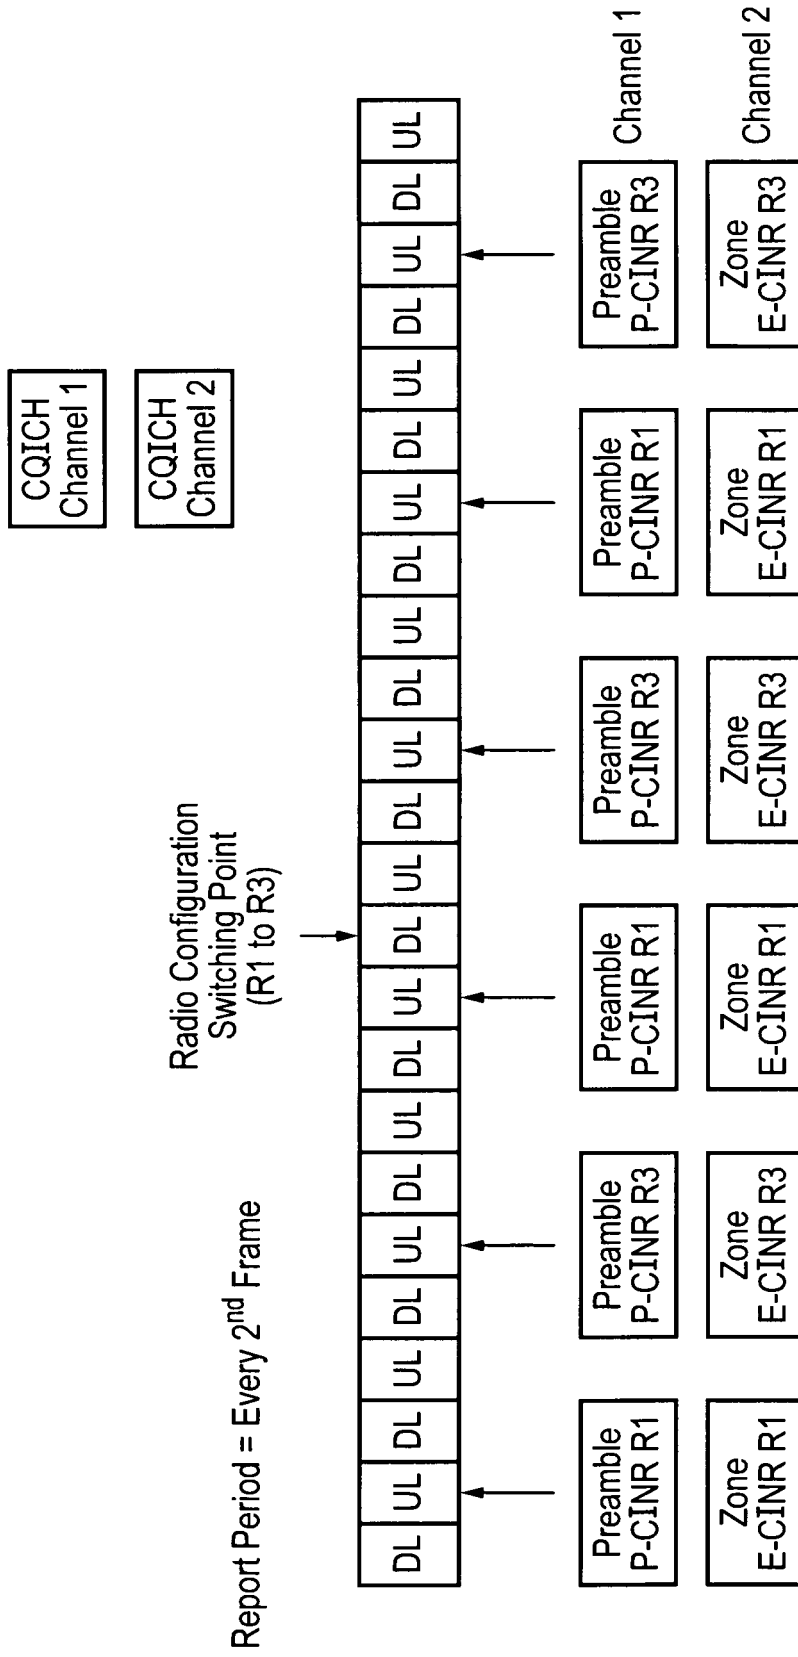 CQICH
Channel 1
CQICH
Channel 2
Radio Configuration
Switching Point
(R1 to R3)
Report Period = Every 2nd Frame
DL UL DL UL DL UL DL UL DL UL DL UL DL UL DL UL DL UL DL UL DL UL DL UL
Preamble
P-CINR R1
Preamble
P-CINR R3
Preamble
P-CINR R1
Preamble
P-CINR R3
Preamble
P-CINR R1
Preamble
P-CINR R3
Channel 1
Zone
E-CINR R1
Zone
E-CINR R3
Zone
E-CINR R1
Zone
E-CINR R3
Zone
E-CINR R1
Zone
E-CINR R3
Channel 2